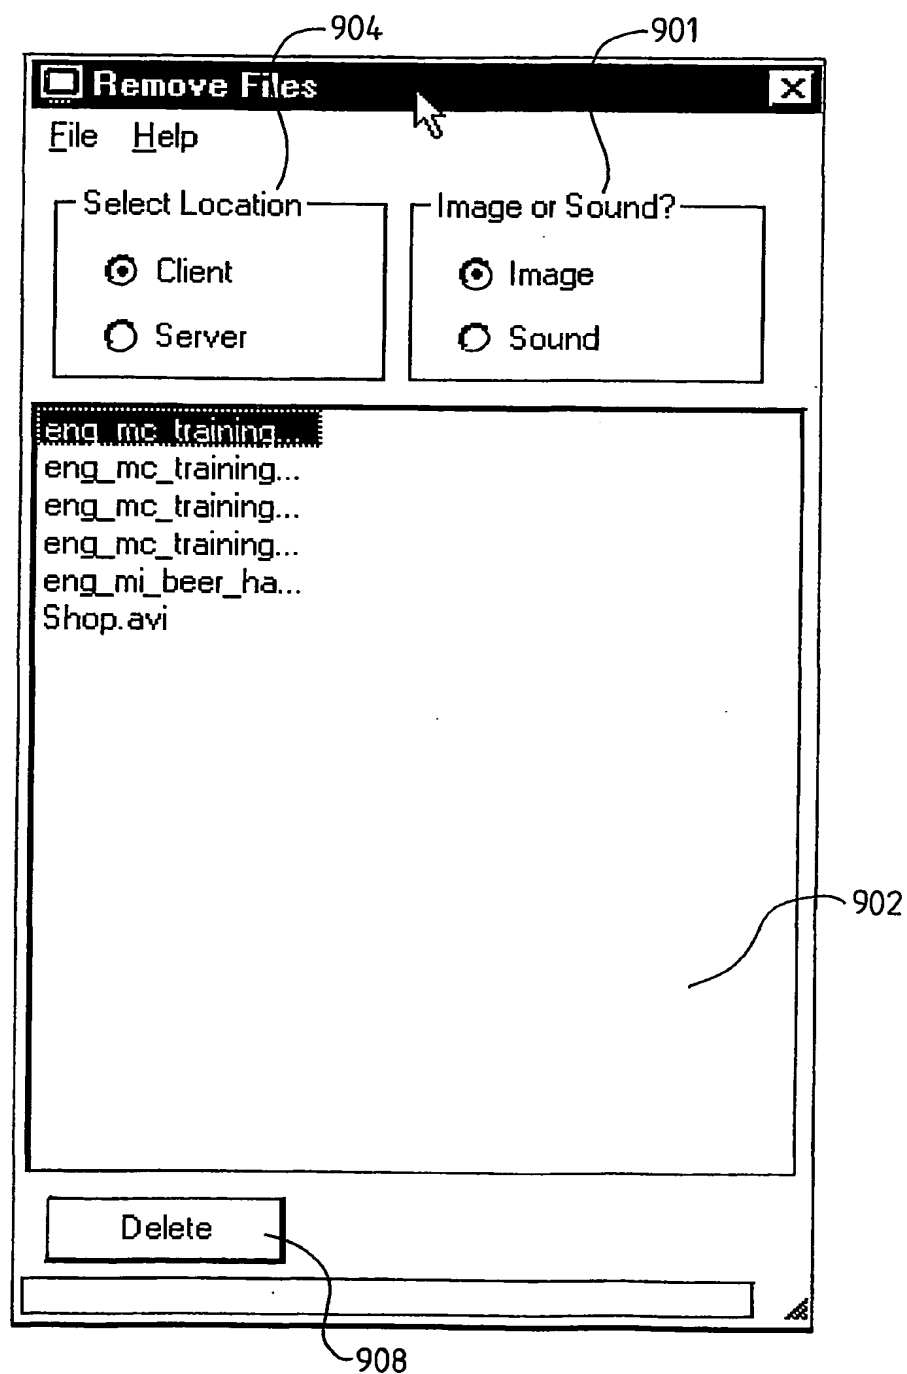 904 901
Remove Files
File Help
Select Location Image or Sound?
Client Image
Server Sound
eng_mc_training...
eng_mc_training...
eng_mc_training...
eng_mc_training...
eng_mi_beer_ha...
Shop.avi
902
Delete
908